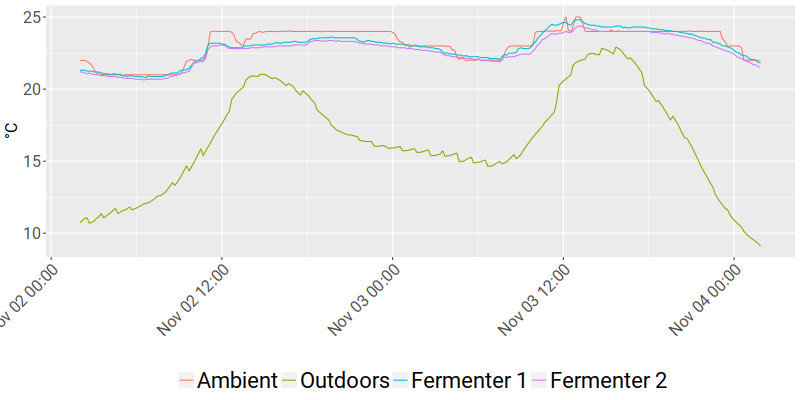 25
20
15
10
°C
ov 02 00:00
Nov 02 12:00
Nov 03 00:00
Nov 03 12:00
Nov 04 00:00
Ambient Outdoors Fermenter 1 Fermenter 2